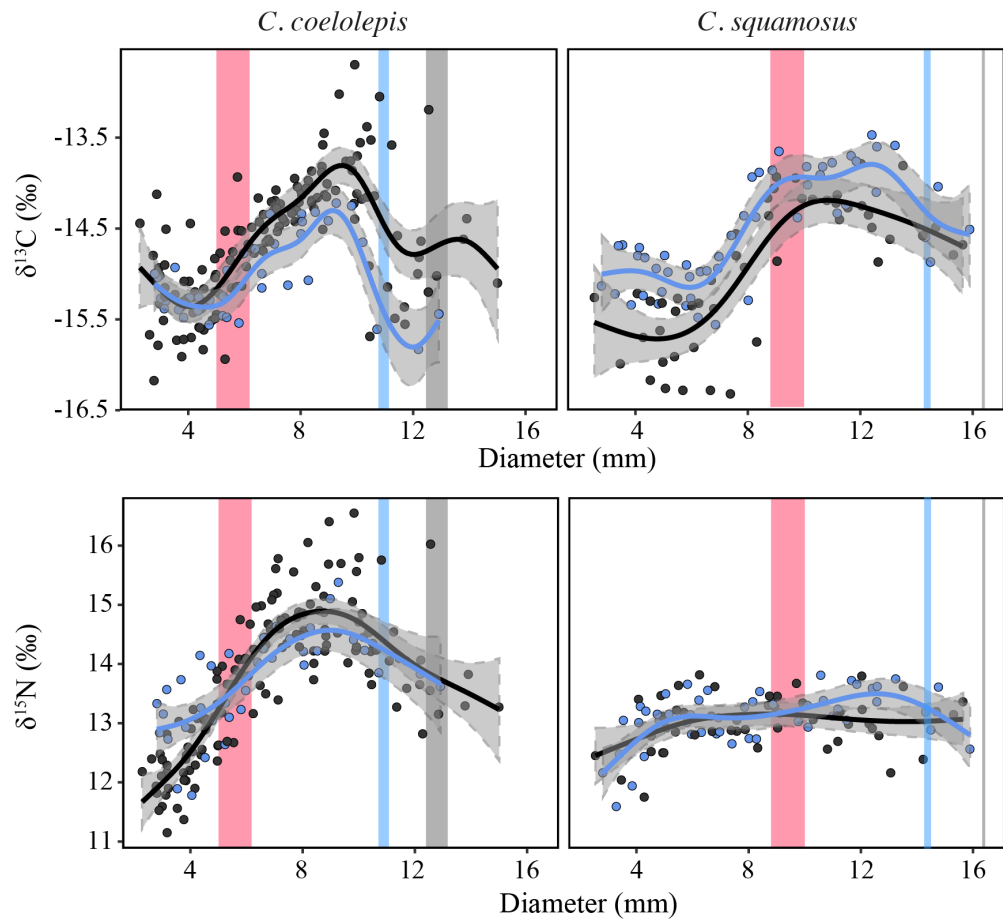 C. coelolepis
C. squamosus
δ¹³C (‰)
-13.5
-14.5
-15.5
-16.5
4 8 12 16 4 8 12 16
Diameter (mm)
δ¹⁵N (‰)
16
15
14
13
12
11
4 8 12 16 4 8 12 16
Diameter (mm)